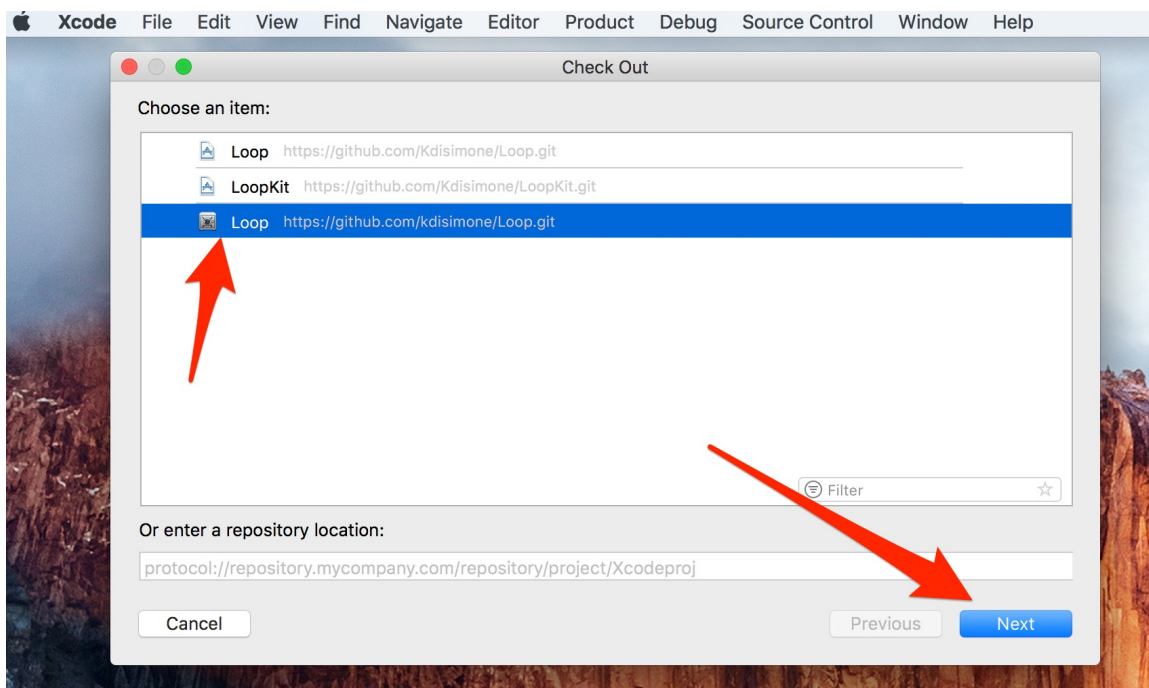 Xcode File Edit View Find Navigate Editor Product Debug Source Control Window Help
Check Out
Choose an item:
Loop https://github.com/Kdisimone/Loop.git
LoopKit https://github.com/Kdisimone/LoopKit.git
Loop https://github.com/kdisimone/Loop.git
Filter
Or enter a repository location:
protocol://repository.mycompany.com/repository/project/Xcodeproj
Cancel Previous Next